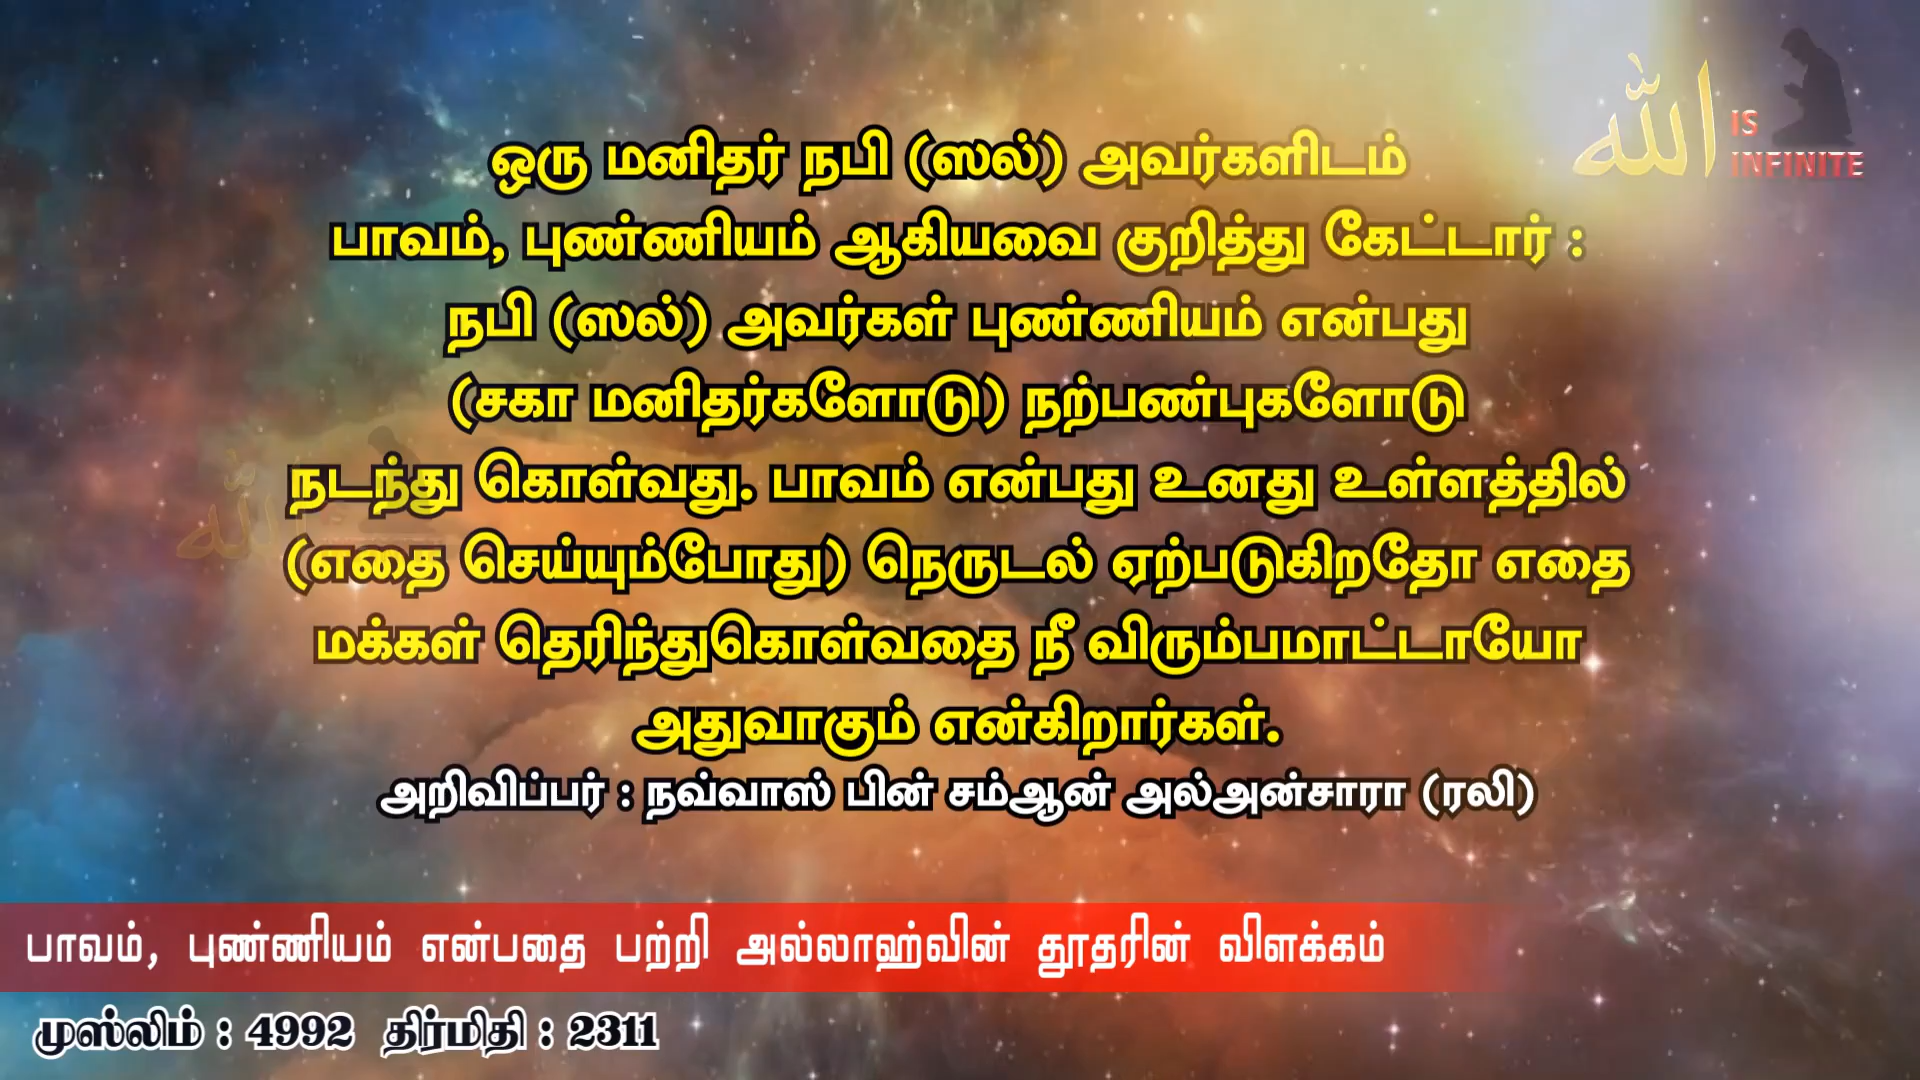 الله
IS
INFINITE
ஒரு மனிதர் நபி (ஸல்) அவர்களிடம்
பாவம், புண்ணியம் ஆகியவை குறித்து கேட்டார் :
நபி (ஸல்) அவர்கள் புண்ணியம் என்பது
(சகா மனிதர்களோடு) நற்பண்புகளோடு
நடந்து கொள்வது. பாவம் என்பது உனது உள்ளத்தில்
(எதை செய்யும்போது) நெருடல் ஏற்படுகிறதோ எதை
மக்கள் தெரிந்துகொள்வதை நீ விரும்பமாட்டாயோ
அதுவாகும் என்கிறார்கள்.
அறிவிப்பர் : நவ்வாஸ் பின் சம்ஆன் அல்அன்சாரா (ரலி)
பாவம், புண்ணியம் என்பதை பற்றி அல்லாஹ்வின் தூதரின் விளக்கம்
முஸ்லிம் : 4992 திர்மிதி : 2311